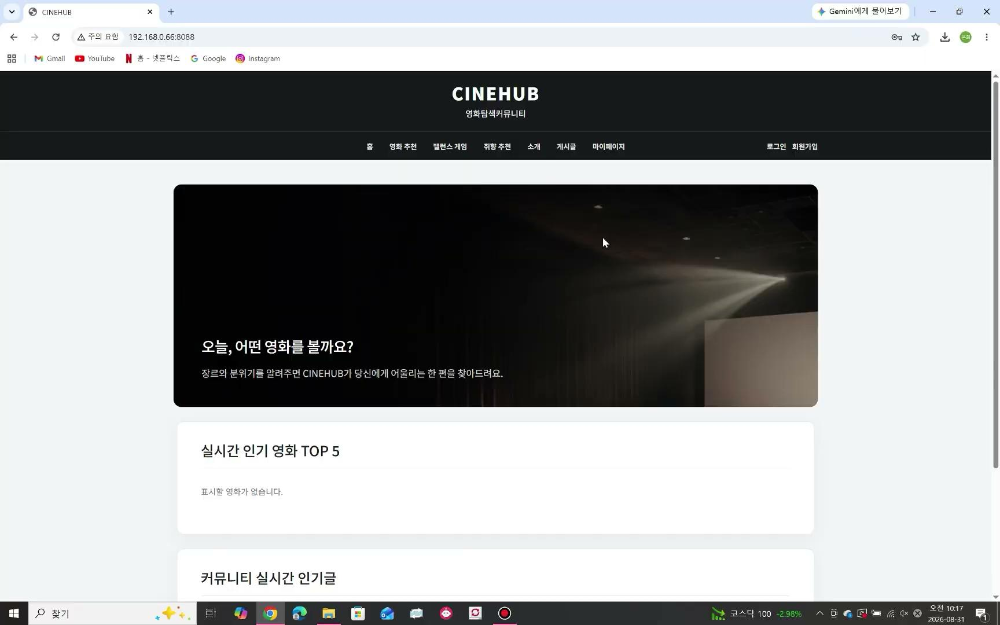 CINEHUB
Gemini에게 물어보기
주의 요함
192.168.0.66:8088
Gmail
YouTube
홈 - 넷플릭스
Google
Instagram
CINEHUB
영화탐색커뮤니티
홈
영화 추천
밸런스 게임
취향 추천
소개
게시글
마이페이지
로그인
회원가입
오늘, 어떤 영화를 볼까요?
장르와 분위기를 알려주면 CINEHUB가 당신에게 어울리는 한 편을 찾아드려요.
실시간 인기 영화 TOP 5
표시할 영화가 없습니다.
커뮤니티 실시간 인기글
찾기
코스닥 100 -2.98%
오전 10:17
2026-08-31
1